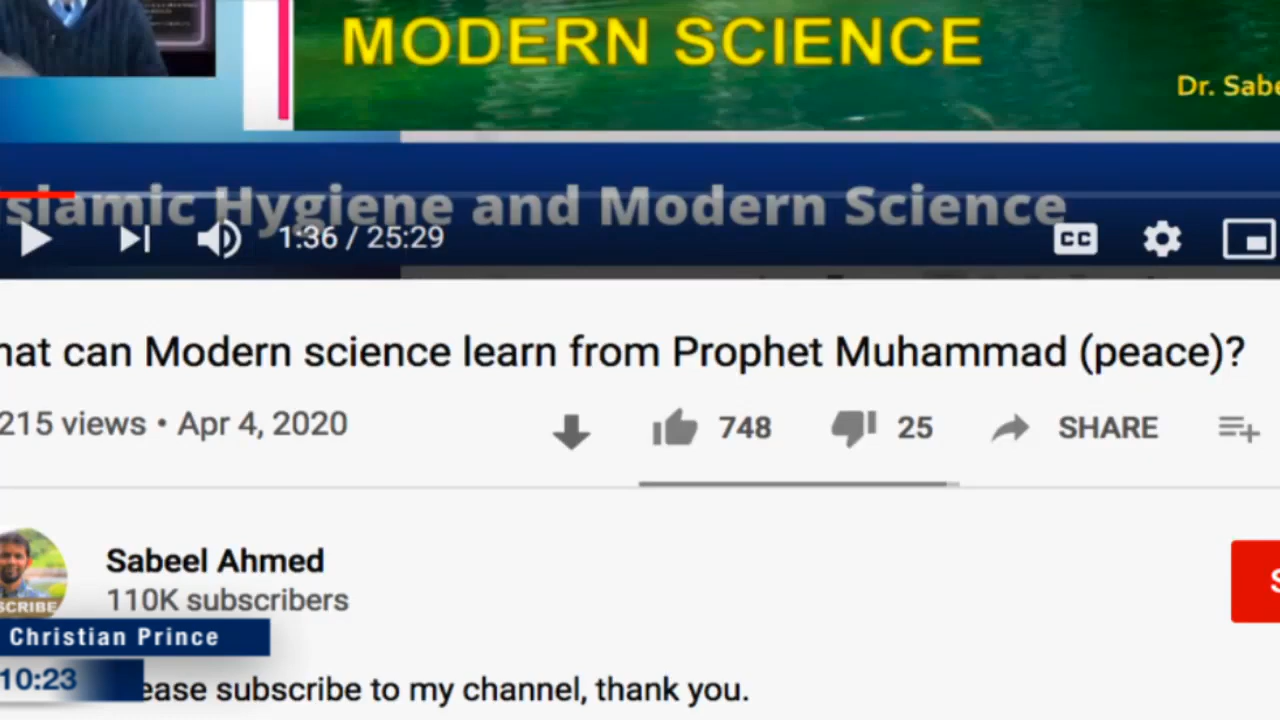 MODERN SCIENCE
Dr. Sabe
slamic Hygiene and Modern Science
1:36 / 25:29
CC
hat can Modern science learn from Prophet Muhammad (peace)?
215 views • Apr 4, 2020
748
25
SHARE
Sabeel Ahmed
110K subscribers
SCRIBE
S
Christian Prince
10:23
ease subscribe to my channel, thank you.